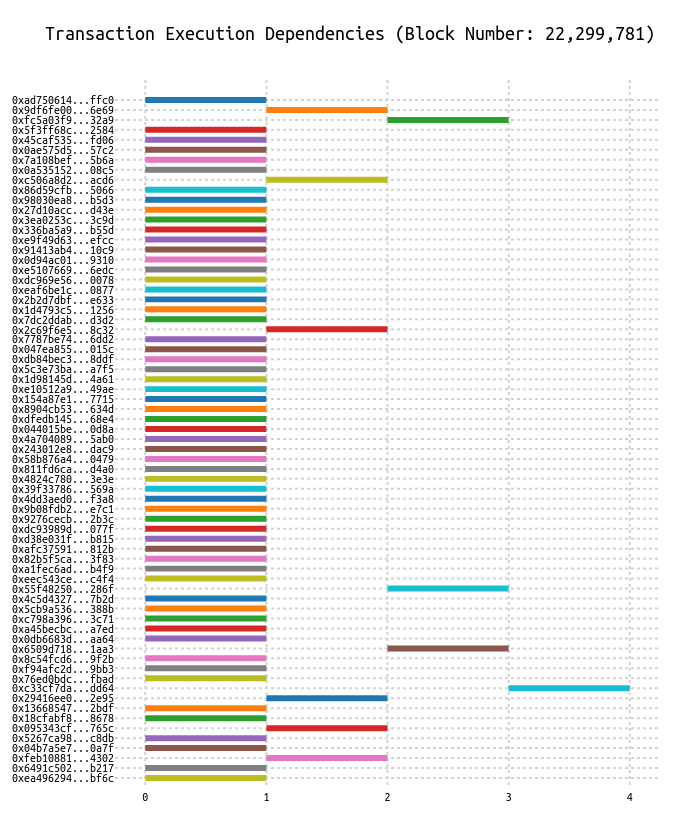 Transaction Execution Dependencies (Block Number: 22,299,781)
0xad750614...ffc0
0x9df6fe00...6e69
0xfc5a03f9...32a9
0x5f3ff68c...2584
0x45caf535...fd06
0x0ae575d5...57c2
0x7a108bef...5b6a
0x0a535152...08c5
0xc506a8d2...acd6
0x86d59cfb...5066
0x98030ea8...b5d3
0x27d10acc...d43e
0x3ea0253c...3c9d
0x336ba5a9...b55d
0xe9f49d63...efcc
0x91413ab4...10c9
0x0d94ac01...9310
0xe5107669...6edc
0xdc969e56...0078
0xeaf6be1c...0877
0x2b2d7dbf...e633
0x1d4793c5...1256
0x7dc2ddab...d3d2
0x2c69f6e5...8c32
0x7787be74...6dd2
0x047ea855...015c
0xdb84bec3...8ddf
0x5c3e73ba...a7f5
0x1d98145d...4a61
0xe10512a9...49ae
0x154a87e1...7715
0x8904cb53...634d
0xdfedb145...68e4
0x044015be...0d8a
0x4a704089...5ab0
0x243012e8...dac9
0x58b876a4...0479
0x811fd6ca...d4a0
0x4824c780...3e3e
0x39f33786...569a
0x4dd3aed0...f3a8
0x9b08fdb2...e7c1
0x9276cecb...2b3c
0xdc93989d...077f
0xd38e031f...b815
0xafc37591...812b
0x82b5f5ca...3f83
0xa1fec6ad...b4f9
0xeec543ce...c4f4
0x55f48250...286f
0x4c5d4327...7b2d
0x5cb9a536...388b
0xc798a396...3c71
0xa45becbc...a7ed
0x0db6683d...aa64
0x6509d718...1aa3
0x8c54fcd6...9f2b
0xf94afc2d...9bb3
0x76ed0bdc...fbad
0xc33cf7da...dd64
0x29416ee0...2e95
0x13668547...2bdf
0x18cfabf8...8678
0x095343cf...765c
0x5267ca98...c8db
0x04b7a5e7...0a7f
0xfeb10881...4302
0x6491c502...b217
0xea496294...bf6c
0 1 2 3 4